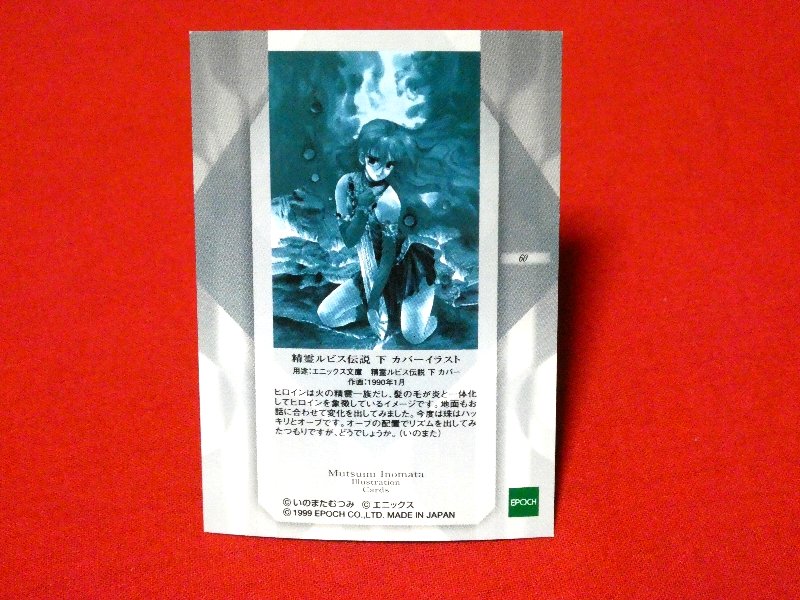 60
精霊ルビス伝説 下 カバーイラスト
用途：エニックス文庫　精霊ルビス伝説 下 カバー
作画：1990年1月
ヒロインは火の精霊一族だし、髪の毛が炎と一体化
してヒロインを象徴しているイメージです。地面もお
話に合わせて変化を出してみました。今度は珠はハッ
キリとオーブです。オーブの配置でリズムを出してみ
たつもりですが、どうでしょうか。（いのまた）
Mutsumi Inomata
Illustration
Cards
©いのまたむつみ ©エニックス
©1999 EPOCH CO.,LTD. MADE IN JAPAN
EPOCH